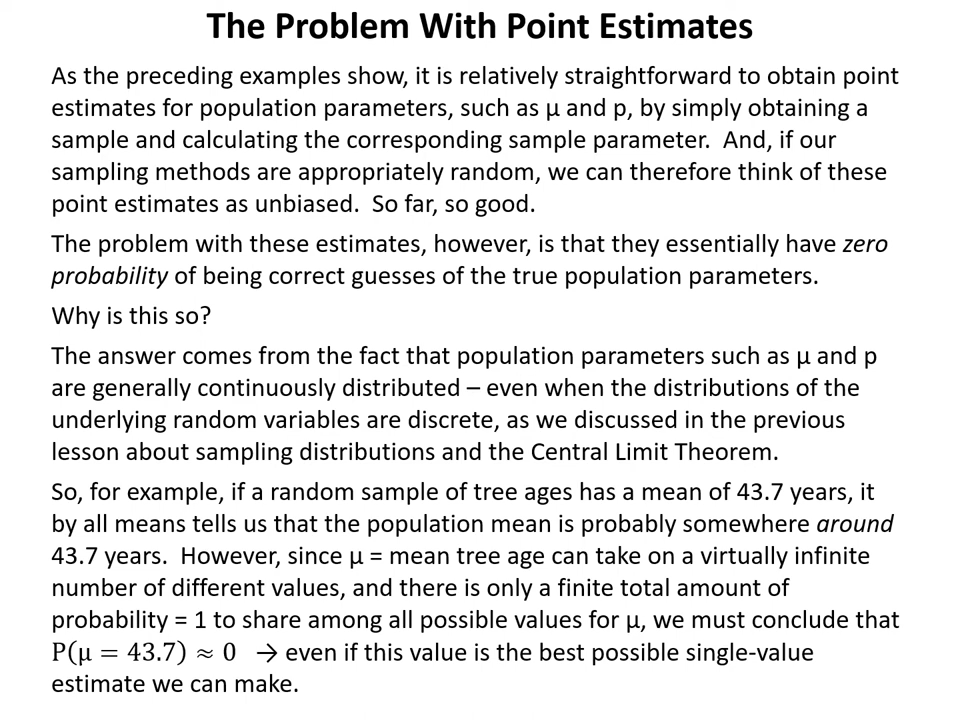 The Problem With Point Estimates
As the preceding examples show, it is relatively straightforward to obtain point
estimates for population parameters, such as μ and p, by simply obtaining a
sample and calculating the corresponding sample parameter.  And, if our
sampling methods are appropriately random, we can therefore think of these
point estimates as unbiased.  So far, so good.
The problem with these estimates, however, is that they essentially have zero
probability of being correct guesses of the true population parameters.
Why is this so?
The answer comes from the fact that population parameters such as μ and p
are generally continuously distributed – even when the distributions of the
underlying random variables are discrete, as we discussed in the previous
lesson about sampling distributions and the Central Limit Theorem.
So, for example, if a random sample of tree ages has a mean of 43.7 years, it
by all means tells us that the population mean is probably somewhere around
43.7 years.  However, since μ = mean tree age can take on a virtually infinite
number of different values, and there is only a finite total amount of
probability = 1 to share among all possible values for μ, we must conclude that
P(μ = 43.7) ≈ 0   → even if this value is the best possible single-value
estimate we can make.